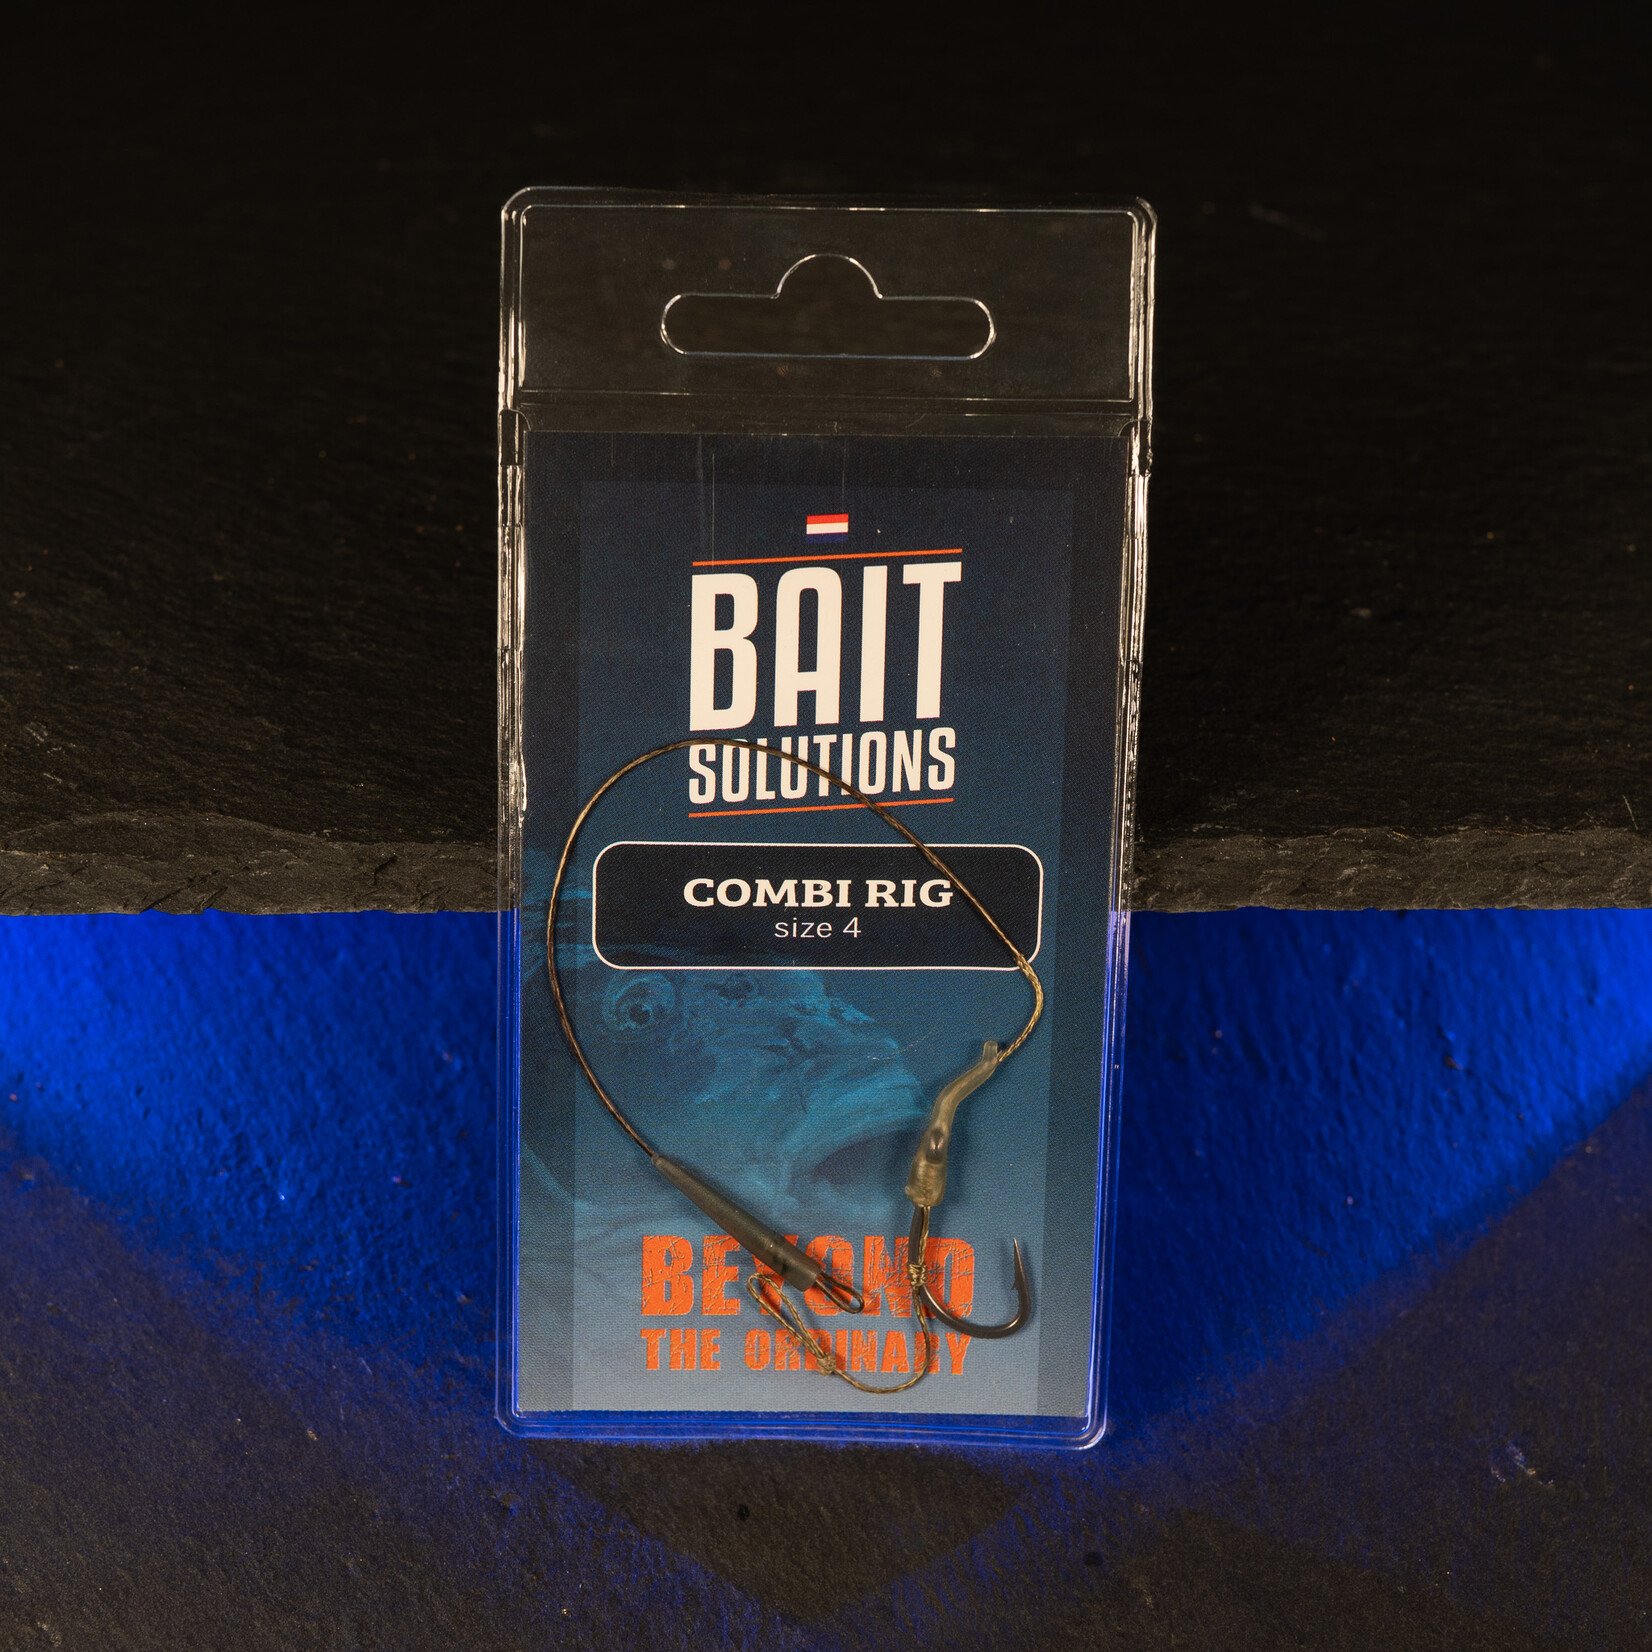 BAIT
SOLUTIONS
COMBI RIG
size 4
BEYOND
THE ORDINARY